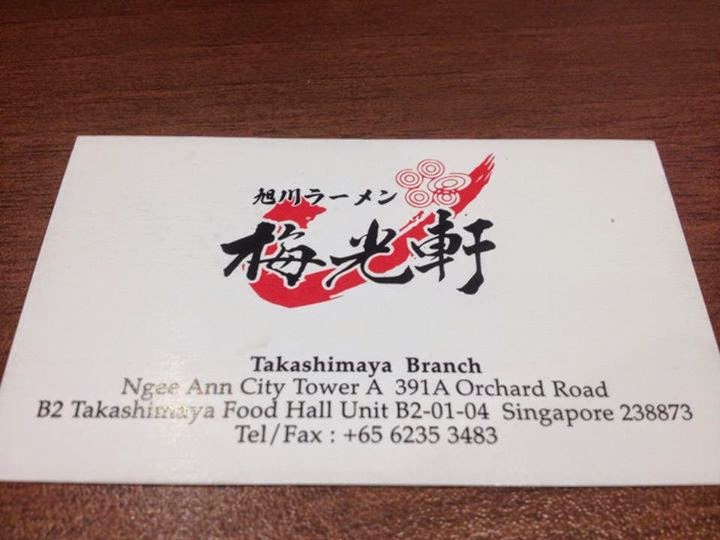 旭川ラーメン
梅光軒
Takashimaya Branch
Ngee Ann City Tower A 391A Orchard Road
B2 Takashimaya Food Hall Unit B2-01-04 Singapore 238873
Tel/Fax : +65 6235 3483